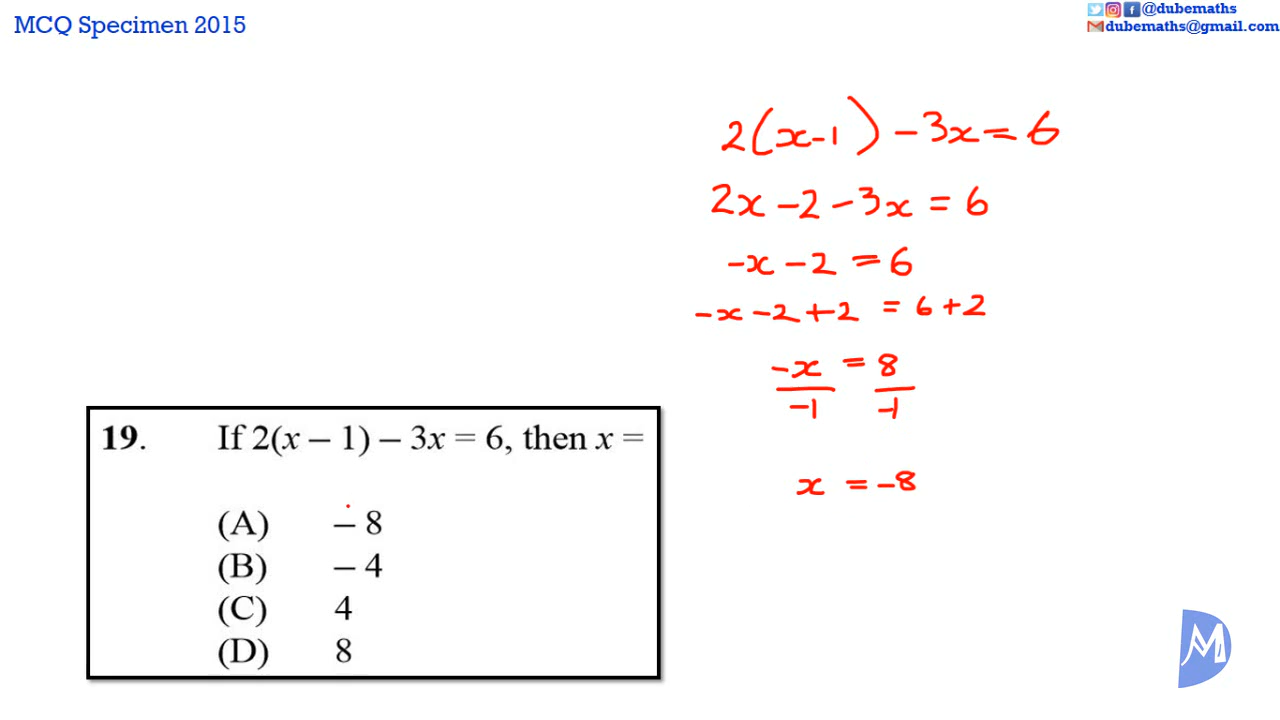 MCQ Specimen 2015
@dubemaths
dubemaths@gmail.com
2(x-1) -3x = 6
2x -2 -3x = 6
-x -2 = 6
-x -2 +2 = 6 +2
-x = 8
-1 -1
x = -8
19. If 2(x – 1) – 3x = 6, then x =
(A) – 8
(B) – 4
(C) 4
(D) 8
DM